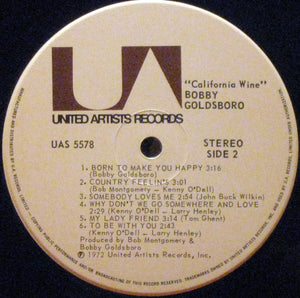 UA
UNITED ARTISTS RECORDS
"California Wine"
BOBBY
GOLDSBORO
UAS 5578
STEREO
SIDE 2
1. BORN TO MAKE YOU HAPPY 3:16
(Bobby Goldsboro)
2. COUNTRY FEELIN'S 3:01
(Bob Montgomery - Kenny O'Dell)
3. SOMEBODY LOVES ME 2:54 (John Buck Wilkin)
4. WHY DON'T WE GO SOMEWHERE AND LOVE
2:29 (Kenny O'Dell - Larry Henley)
5. MY LADY FRIEND 3:14 (Tom Ghent)
6. TO BE WITH YOU 2:43
(Kenny O'Dell - Larry Henley)
Produced by Bob Montgomery &
Bobby Goldsboro
℗ 1972 United Artists Records, Inc.